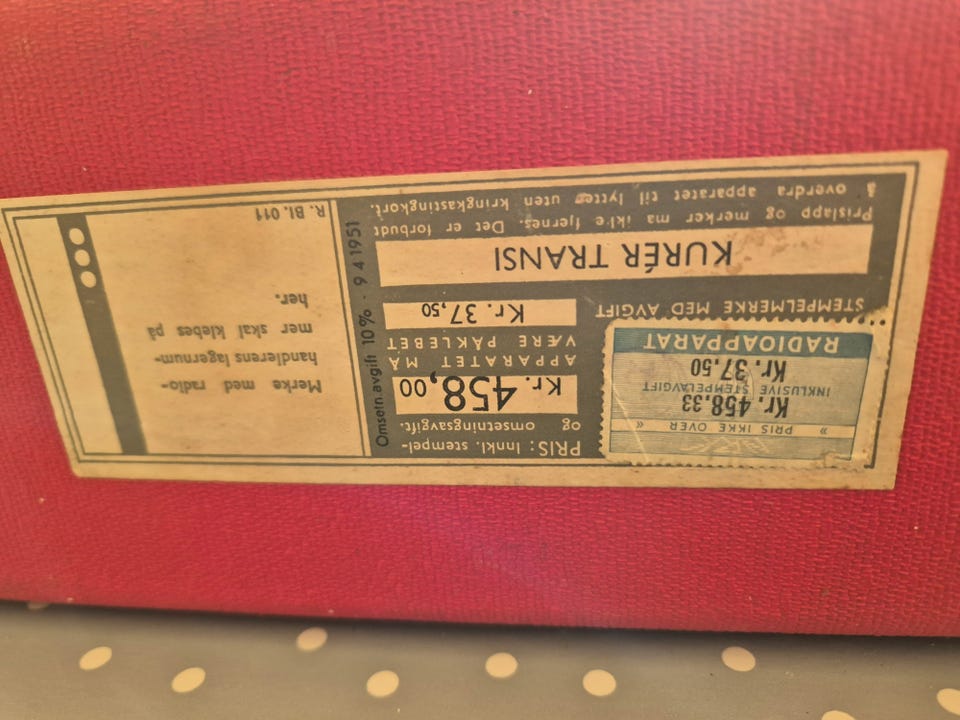 PRIS: Innkl. stempel-
og
omsetningsavgift.
Kr. 458,00
APPARATET MÅ
VÆRE PÅKLEBET
Kr. 37,50
» PRIS IKKE OVER «
Kr. 458.33
INKLUSIVE STEMPELAVGIFT
Kr. 37.50
RADIOAPPARAT
STEMPELMERKE MED AVGIFT
KURÉR TRANSI
Prislapp og merker må ikke fjernes. Det er forbudt
å overdra apparatet til lytter uten kringkastingkort.
Omsetn.avgift 10% · 9 4 1951
Merke med radio-
handlerens lagernum-
mer skal klebes på
her.
R. Bl. 011